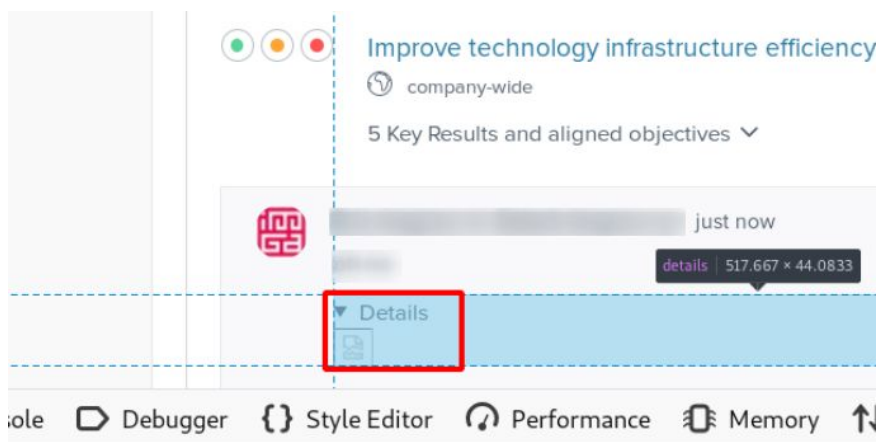 Improve technology infrastructure efficiency
company-wide
5 Key Results and aligned objectives
just now
details 517.667 × 44.0833
Details
Debugger {} Style Editor Performance Memory